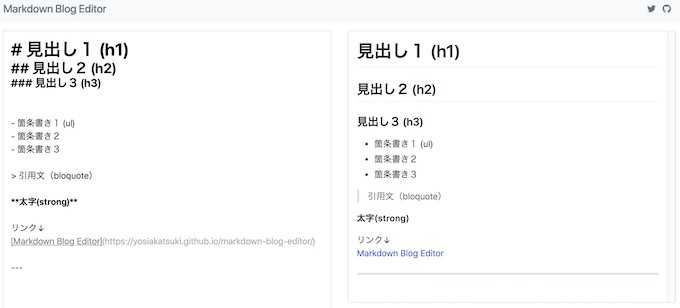 Markdown Blog Editor
# 見出し１ (h1)
## 見出し２ (h2)
### 見出し３ (h3)
- 箇条書き１ (ul)
- 箇条書き２
- 箇条書き３
> 引用文（bloquote）
**太字(strong)**
リンク↓
[Markdown Blog Editor](https://yosiakatsuki.github.io/markdown-blog-editor/)
---
見出し１ (h1)
見出し２ (h2)
見出し３ (h3)
• 箇条書き１ (ul)
• 箇条書き２
• 箇条書き３
引用文（bloquote）
太字(strong)
リンク↓
Markdown Blog Editor